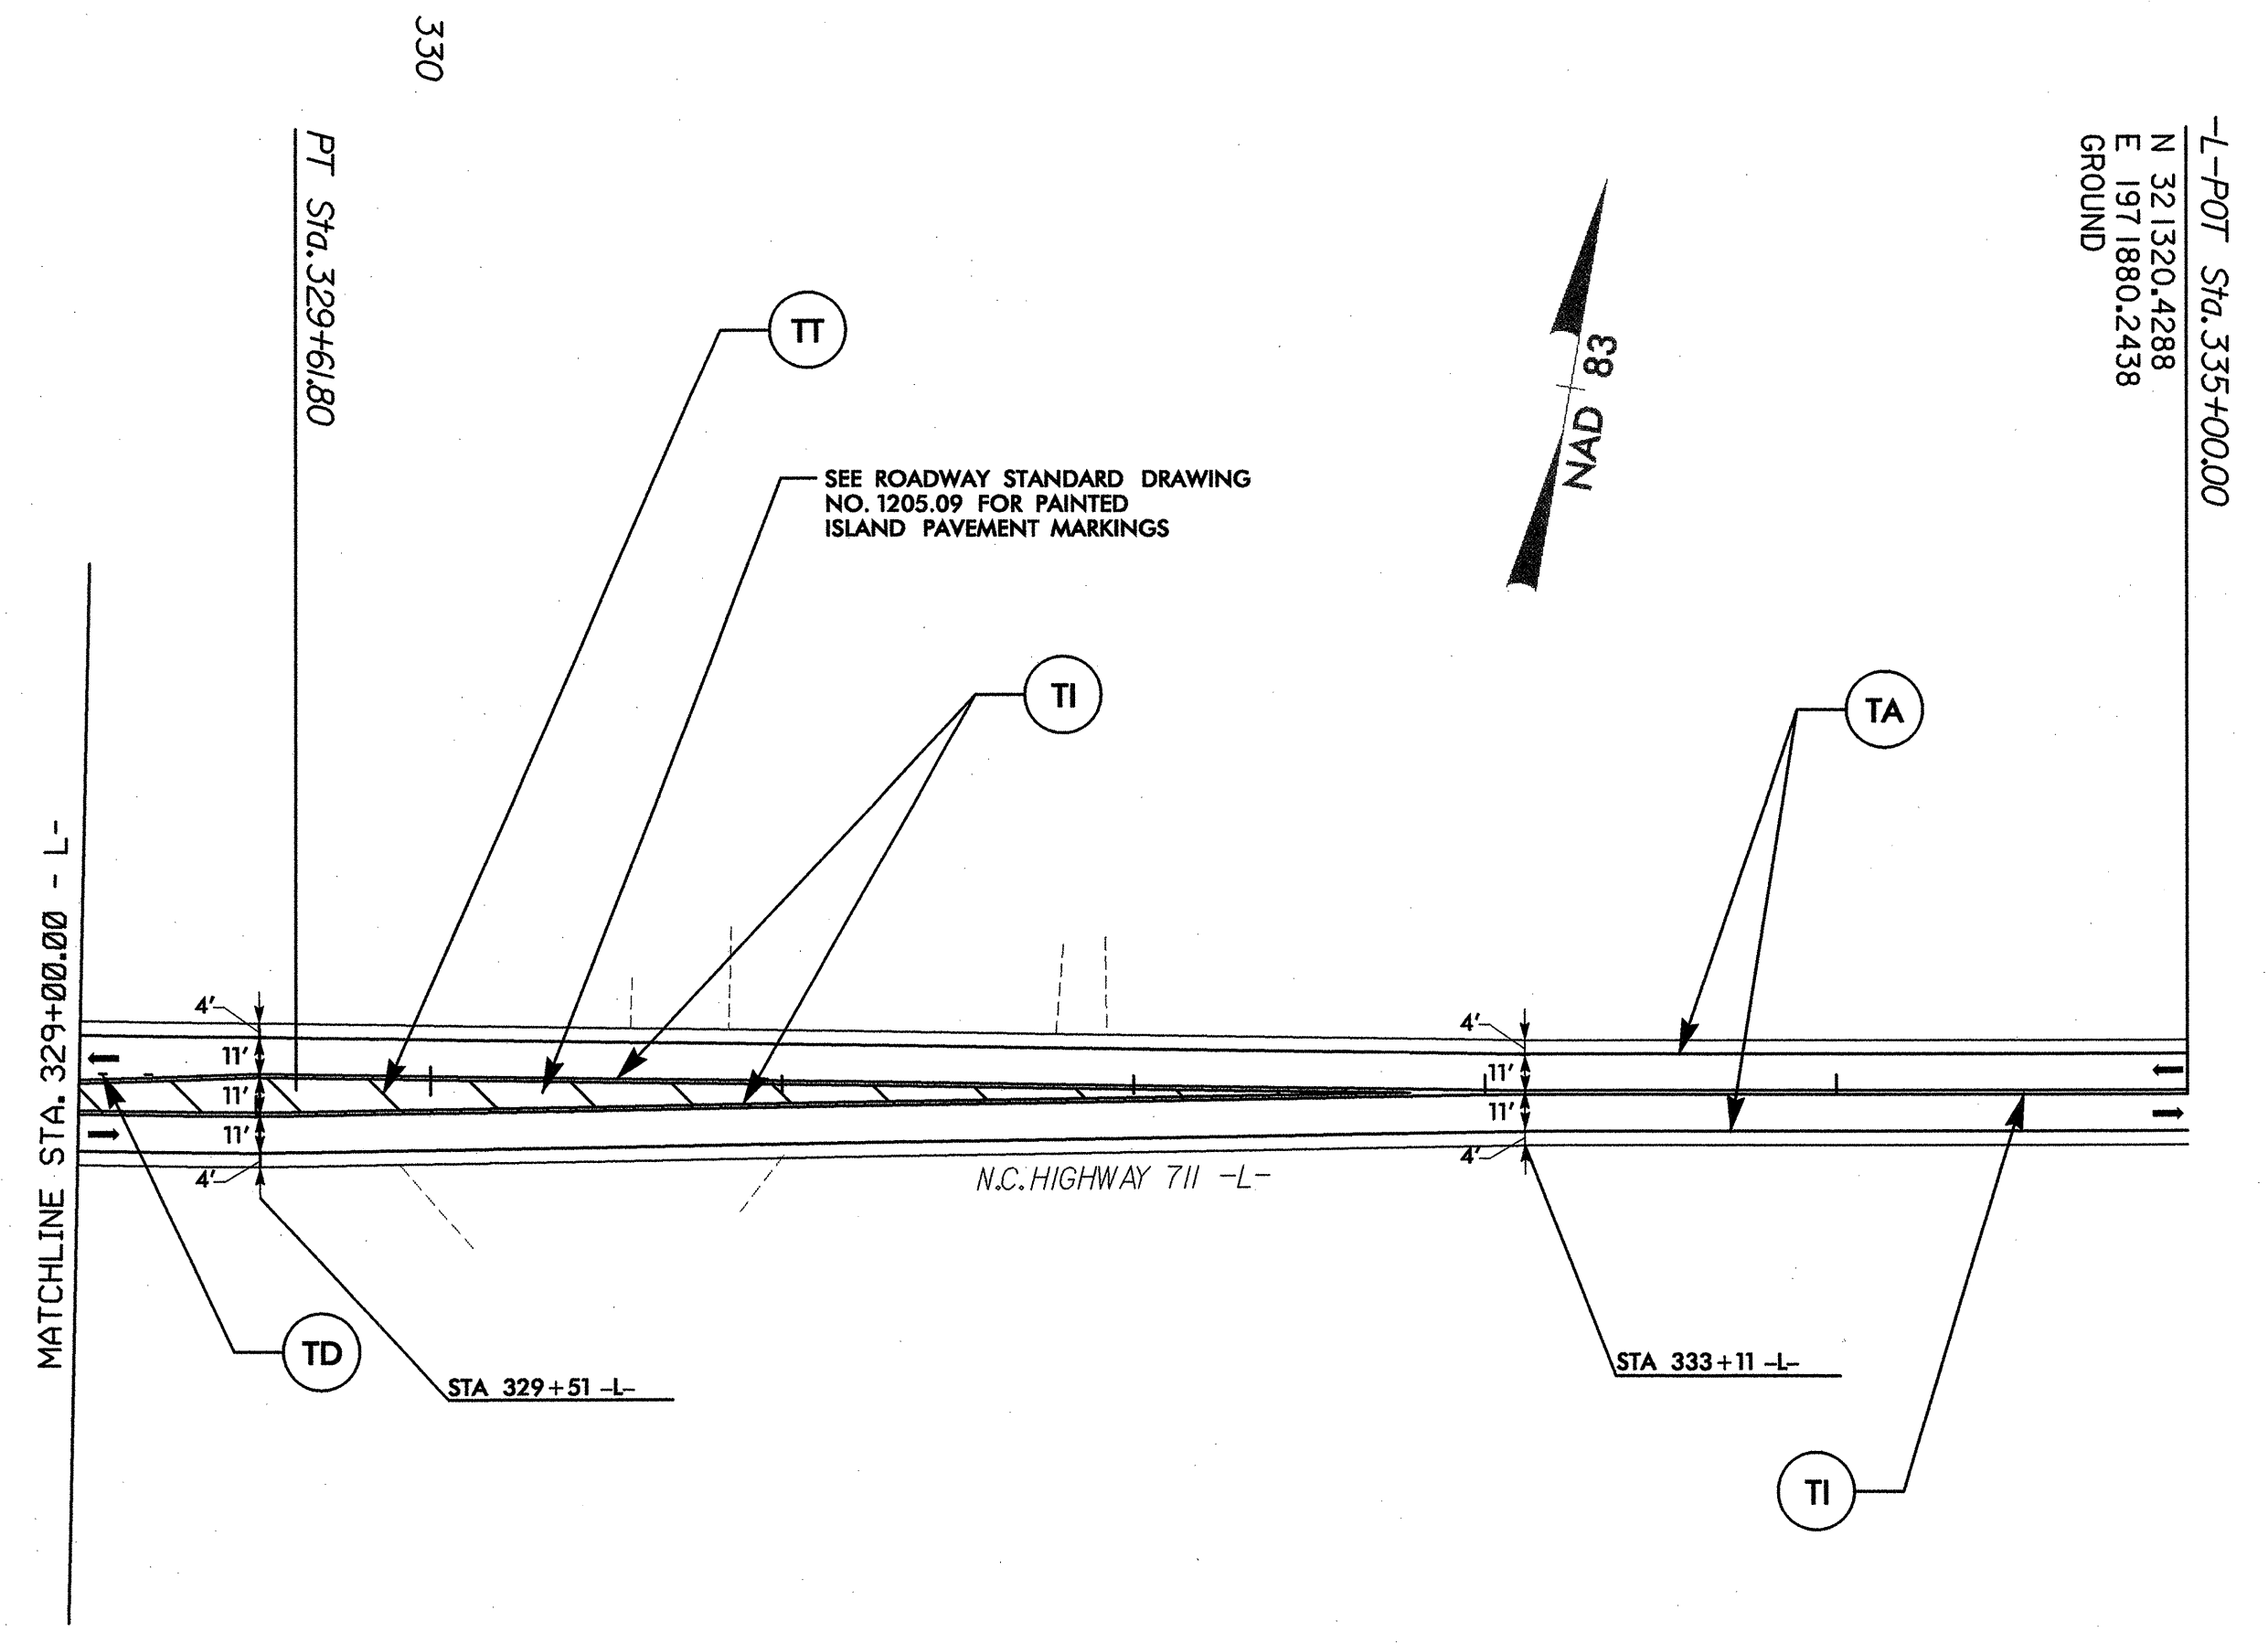 330
-L-POT Sta.335+00.00
N 321320.4288
E 1971880.2438
GROUND
PT Sta.329+61.80
TT
NAD 83
SEE ROADWAY STANDARD DRAWING
NO. 1205.09 FOR PAINTED
ISLAND PAVEMENT MARKINGS
TI
TA
MATCHLINE STA. 329+00.00 - L-
4'
11'
11'
11'
4'
4'
11'
11'
4'
N.C. HIGHWAY 711 -L-
TD
STA 329+51 -L-
STA 333+11 -L-
TI